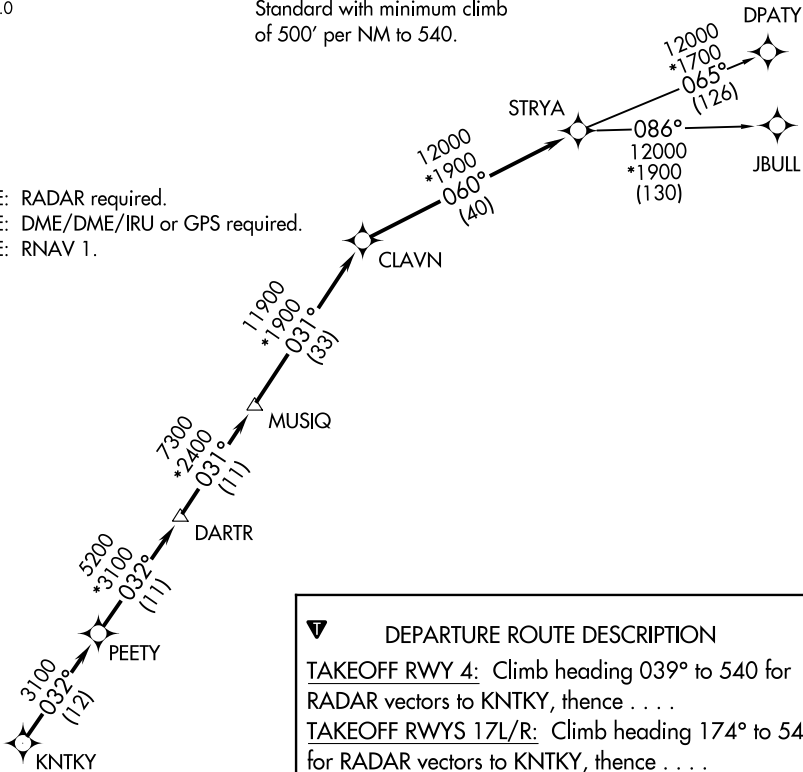 .0
Standard with minimum climb
of 500' per NM to 540.
DPATY
12000
*1700
065°
(126)
STRYA
086°
12000
*1900
(130)
JBULL
12000
*1900
060°
(40)
E: RADAR required.
E: DME/DME/IRU or GPS required.
E: RNAV 1.
CLAVN
11900
*1900
031°
(33)
MUSIQ
7300
*2400
031°
(11)
DARTR
5200
*3100
032°
(11)
PEETY
3100
032°
(12)
KNTKY
T DEPARTURE ROUTE DESCRIPTION
TAKEOFF RWY 4: Climb heading 039° to 540 for
RADAR vectors to KNTKY, thence . . . .
TAKEOFF RWYS 17L/R: Climb heading 174° to 54
for RADAR vectors to KNTKY, thence . . . .